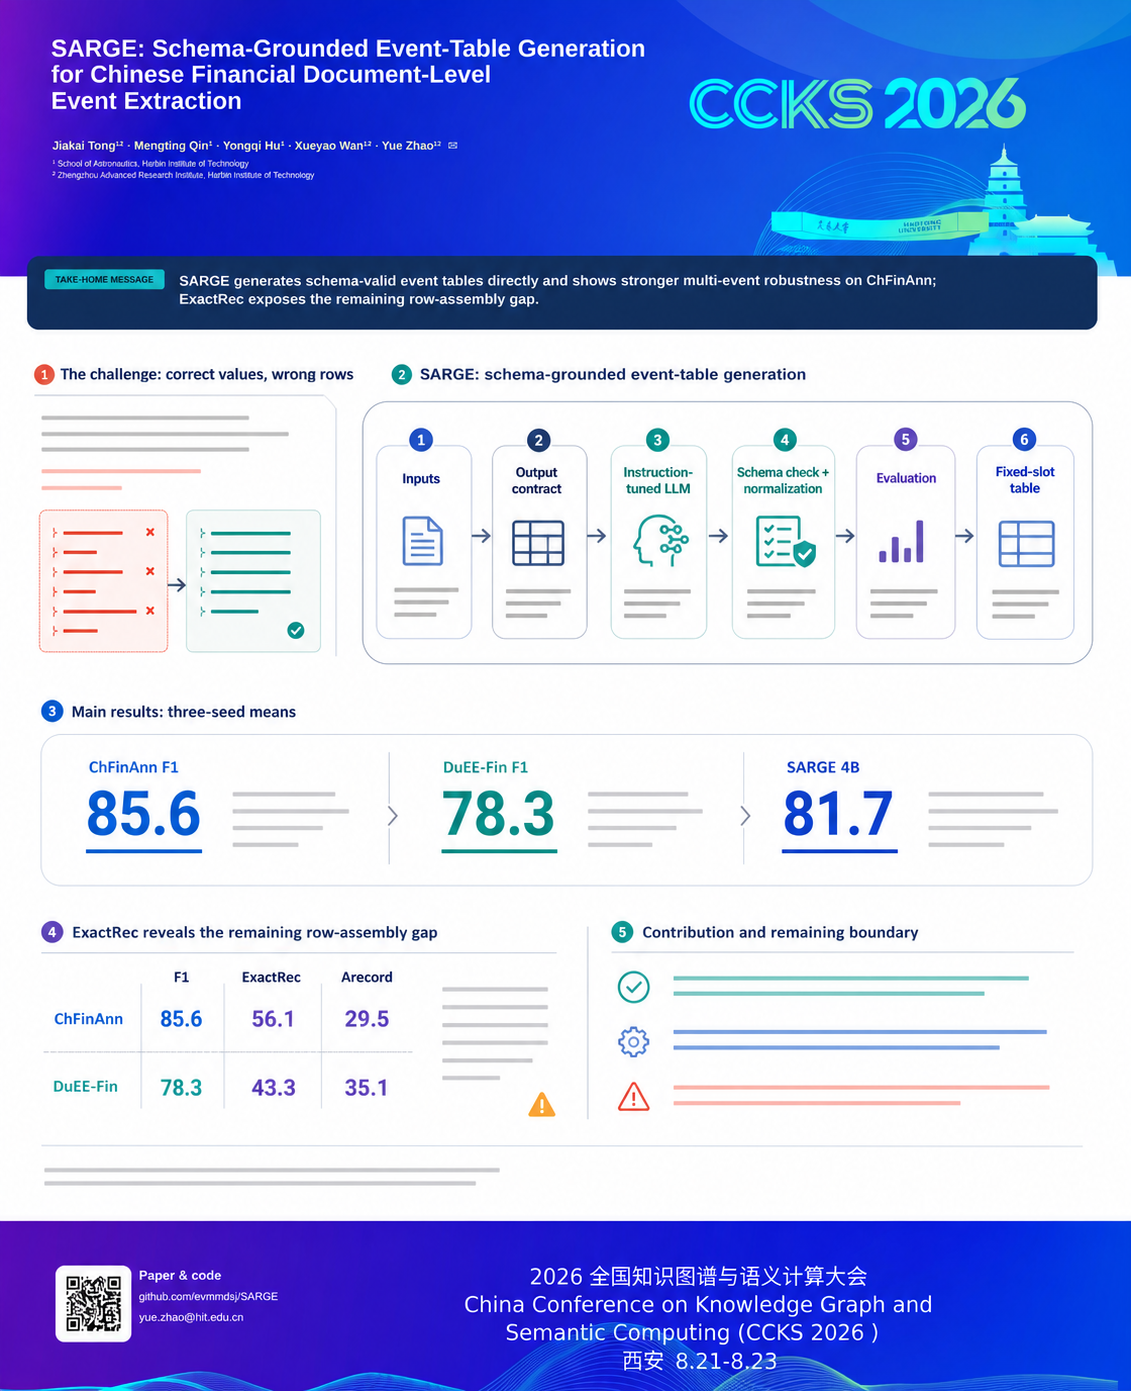 SARGE: Schema-Grounded Event-Table Generation
for Chinese Financial Document-Level
Event Extraction
CCKS 2026
Jiakai Tong¹² · Mengting Qin¹ · Yongqi Hu¹ · Xueyao Wan¹² · Yue Zhao¹² ✉
¹ School of Astronautics, Harbin Institute of Technology
² Zhengzhou Advanced Research Institute, Harbin Institute of Technology
UNIVERSITY
TAKE-HOME MESSAGE
SARGE generates schema-valid event tables directly and shows stronger multi-event robustness on ChFinAnn;
ExactRec exposes the remaining row-assembly gap.
1 The challenge: correct values, wrong rows
2 SARGE: schema-grounded event-table generation
1
Inputs
2
Output
contract
3
Instruction-
tuned LLM
4
Schema check +
normalization
5
Evaluation
6
Fixed-slot
table
3 Main results: three-seed means
ChFinAnn F1
85.6
DuEE-Fin F1
78.3
SARGE 4B
81.7
4 ExactRec reveals the remaining row-assembly gap
F1 ExactRec Arecord
ChFinAnn 85.6 56.1 29.5
DuEE-Fin 78.3 43.3 35.1
5 Contribution and remaining boundary
Paper & code
github.com/evmmdsj/SARGE
yue.zhao@hit.edu.cn
2026 全国知识图谱与语义计算大会
China Conference on Knowledge Graph and
Semantic Computing (CCKS 2026 )
西安 8.21-8.23